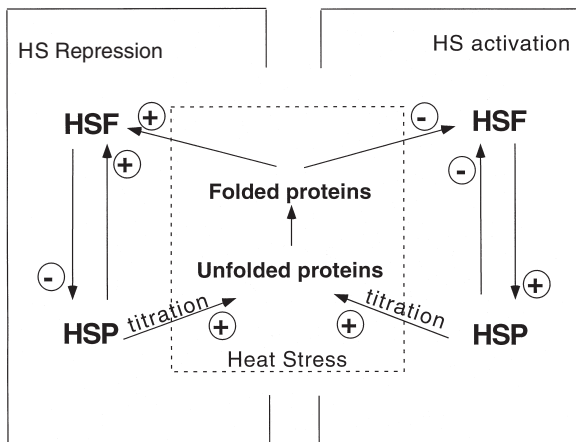 HS Repression
HS activation
HSF
+
-
HSF
+
-
Folded proteins
Unfolded proteins
-
+
HSP
titration
+
+
titration
HSP
Heat Stress